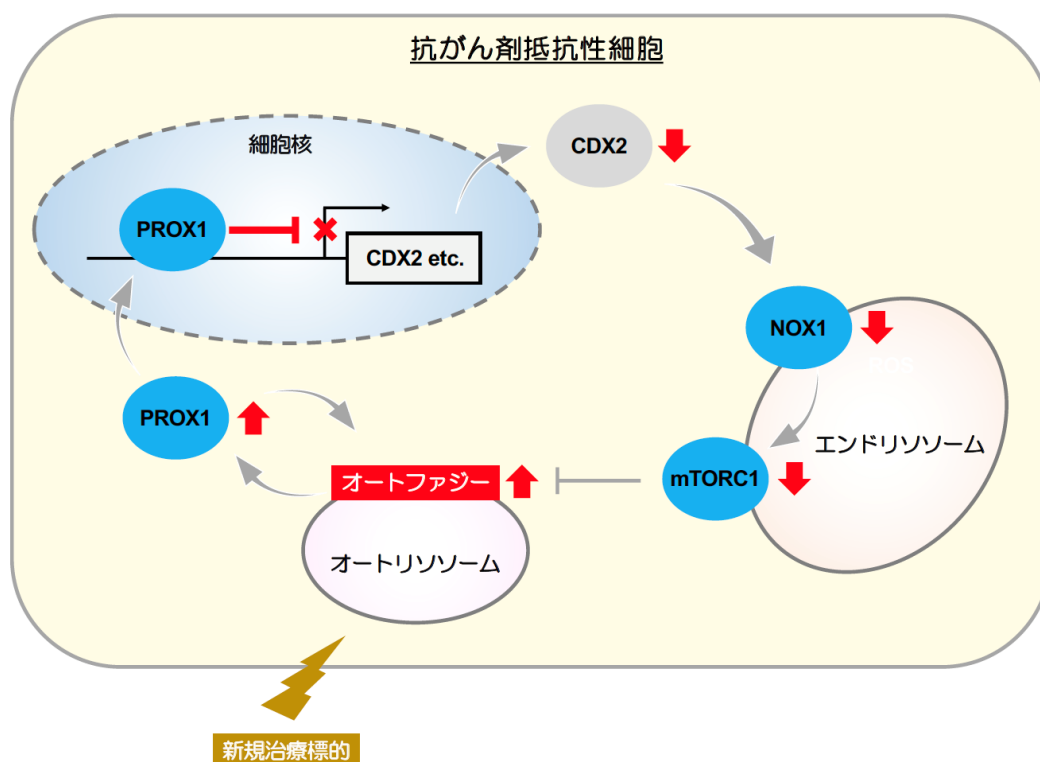 抗がん剤抵抗性細胞
細胞核
CDX2
PROX1
CDX2 etc.
NOX1
ROS
PROX1
エンドリソソーム
オートファジー
mTORC1
オートリソソーム
新規治療標的